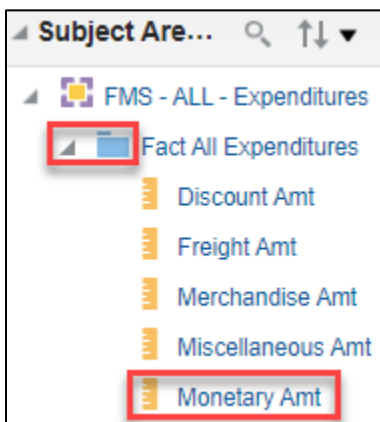 Subject Are...
FMS - ALL - Expenditures
Fact All Expenditures
Discount Amt
Freight Amt
Merchandise Amt
Miscellaneous Amt
Monetary Amt